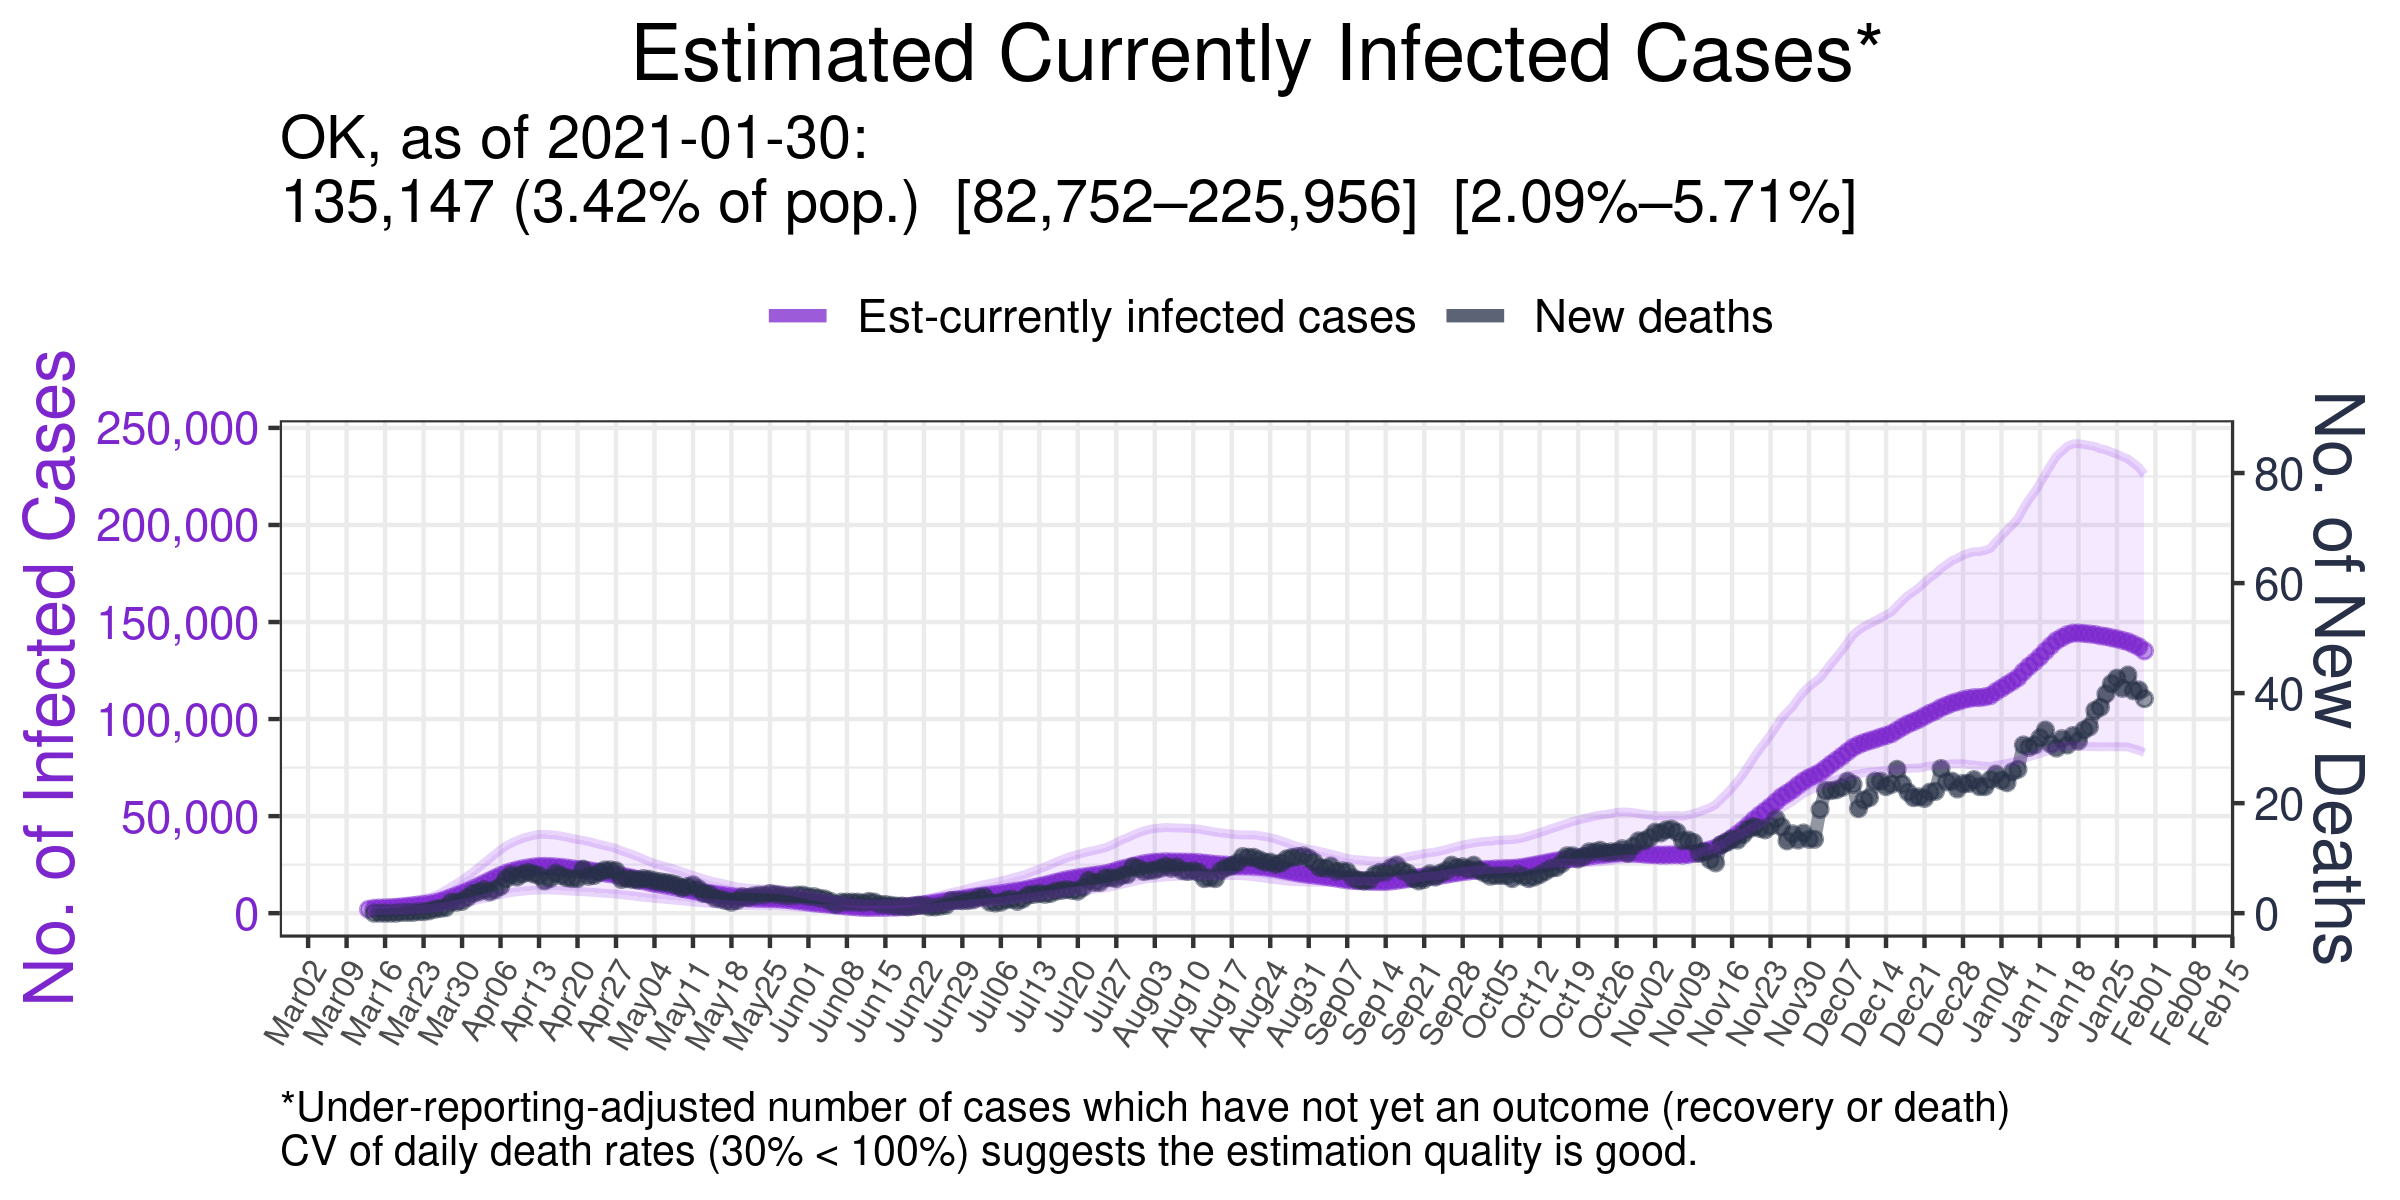 Estimated Currently Infected Cases*
OK, as of 2021-01-30:
135,147 (3.42% of pop.)  [82,752–225,956]  [2.09%–5.71%]
Est-currently infected cases
New deaths
No. of Infected Cases
250,000
200,000
150,000
100,000
50,000
0
80
60
40
20
0
No. of New Deaths
Mar02
Mar09
Mar16
Mar23
Mar30
Apr06
Apr13
Apr20
Apr27
May04
May11
May18
May25
Jun01
Jun08
Jun15
Jun22
Jun29
Jul06
Jul13
Jul20
Jul27
Aug03
Aug10
Aug17
Aug24
Aug31
Sep07
Sep14
Sep21
Sep28
Oct05
Oct12
Oct19
Oct26
Nov02
Nov09
Nov16
Nov23
Nov30
Dec07
Dec14
Dec21
Dec28
Jan04
Jan11
Jan18
Jan25
Feb01
Feb08
Feb15
*Under-reporting-adjusted number of cases which have not yet an outcome (recovery or death)
CV of daily death rates (30% < 100%) suggests the estimation quality is good.